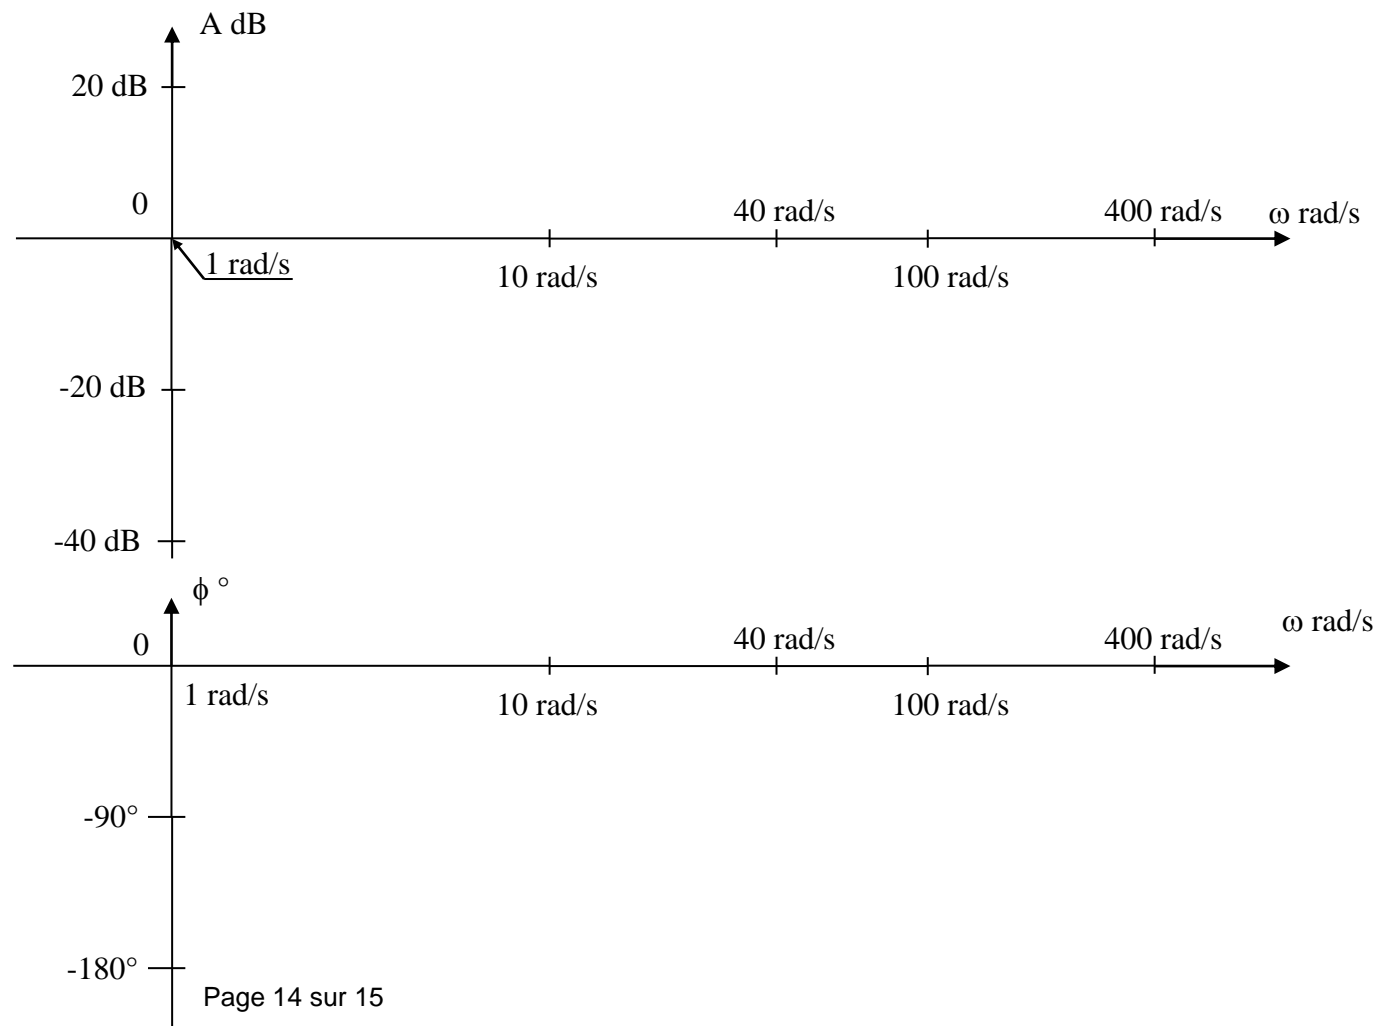 A dB
20 dB
0
40 rad/s
400 rad/s
ω rad/s
1 rad/s
10 rad/s
100 rad/s
-20 dB
-40 dB
ϕ °
0
40 rad/s
400 rad/s
ω rad/s
1 rad/s
10 rad/s
100 rad/s
-90°
-180°
Page 14 sur 15